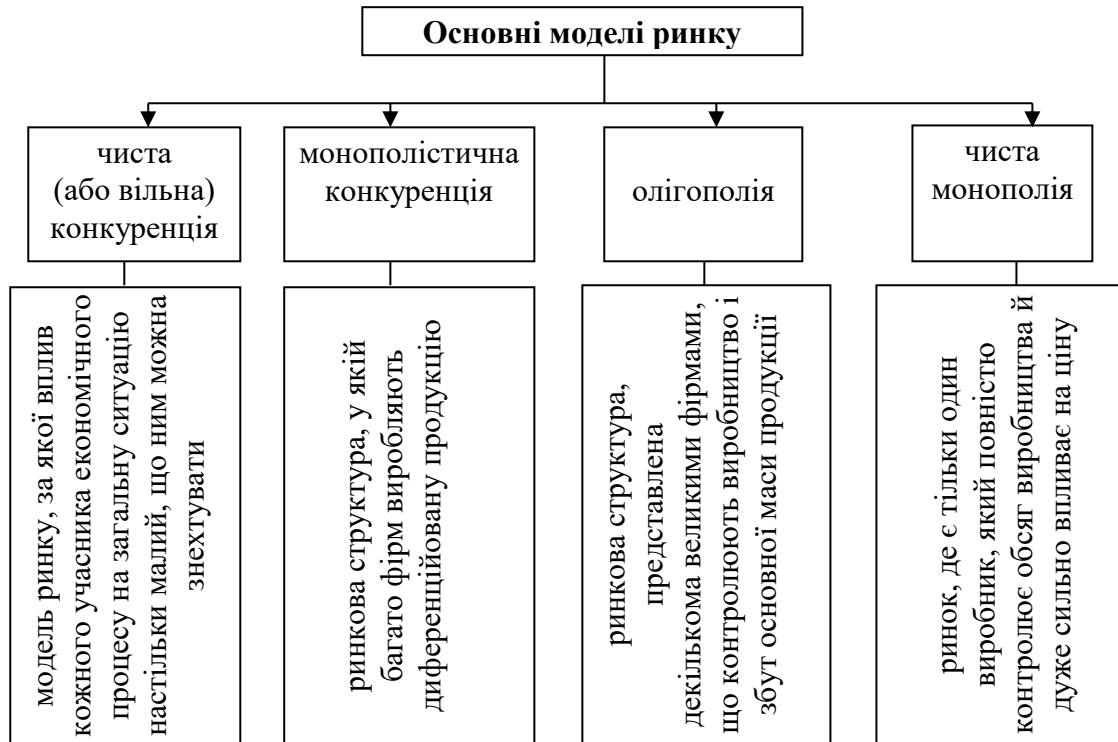 Основні моделі ринку
чиста
(або вільна)
конкуренція
монополістична
конкуренція
олігополія
чиста
монополія
модель ринку, за якої вплив
кожного учасника економічного
процесу на загальну ситуацію
настільки малий, що ним можна
знехтувати
ринкова структура, у якій
багато фірм виробляють
диференційовану продукцію
ринкова структура,
представлена
декількома великими фірмами,
що контролюють виробництво і
збут основної маси продукції
ринок, де є тільки один
виробник, який повністю
контролює обсяг виробництва й
дуже сильно впливає на ціну